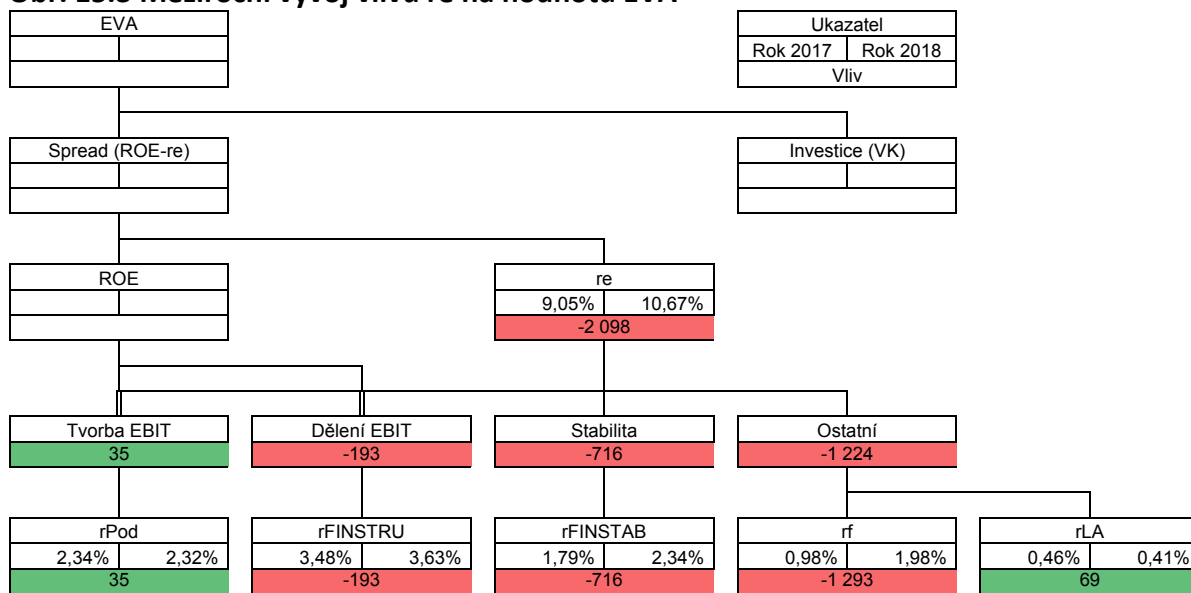 EVA
Ukazatel
Rok 2017 Rok 2018
Vliv
Spread (ROE-re)
Investice (VK)
ROE
re
9,05% 10,67%
-2 098
Tvorba EBIT
35
Dělení EBIT
-193
Stabilita
-716
Ostatní
-1 224
rPod
2,34% 2,32%
35
rFINSTRU
3,48% 3,63%
-193
rFINSTAB
1,79% 2,34%
-716
rf
0,98% 1,98%
-1 293
rLA
0,46% 0,41%
69